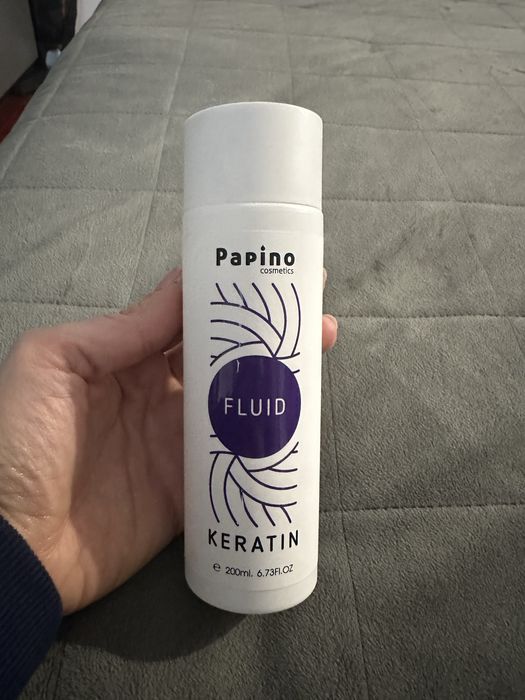 Papino
cosmetics
FLUID
KERATIN
℮ 200ml. 6.73Fl.OZ